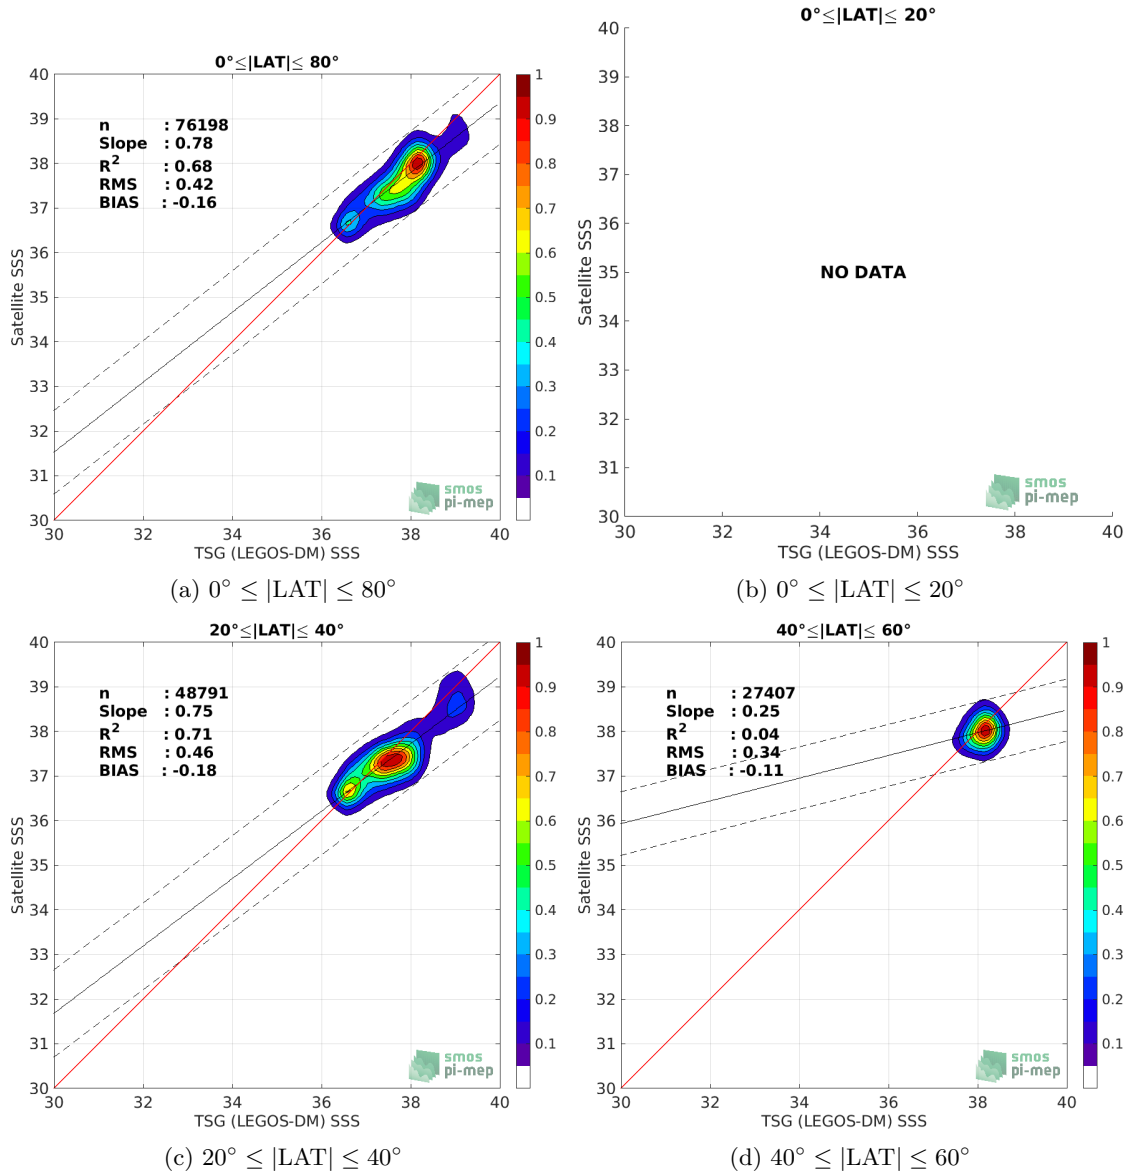 0°≤|LAT|≤ 80°
40
39
38
37
36
35
34
33
32
31
30
30
32
34
36
38
40
Satellite SSS
TSG (LEGOS-DM) SSS
n : 76198
Slope : 0.78
R2 : 0.68
RMS : 0.42
BIAS : -0.16
1
0.9
0.8
0.7
0.6
0.5
0.4
0.3
0.2
0.1
smos
pi-mep
(a) 0° ≤ |LAT| ≤ 80°
0°≤|LAT|≤ 20°
40
39
38
37
36
35
34
33
32
31
30
30
32
34
36
38
40
Satellite SSS
TSG (LEGOS-DM) SSS
NO DATA
smos
pi-mep
(b) 0° ≤ |LAT| ≤ 20°
20°≤|LAT|≤ 40°
40
39
38
37
36
35
34
33
32
31
30
30
32
34
36
38
40
Satellite SSS
TSG (LEGOS-DM) SSS
n : 48791
Slope : 0.75
R2 : 0.71
RMS : 0.46
BIAS : -0.18
1
0.9
0.8
0.7
0.6
0.5
0.4
0.3
0.2
0.1
smos
pi-mep
(c) 20° ≤ |LAT| ≤ 40°
40°≤|LAT|≤ 60°
40
39
38
37
36
35
34
33
32
31
30
30
32
34
36
38
40
Satellite SSS
TSG (LEGOS-DM) SSS
n : 27407
Slope : 0.25
R2 : 0.04
RMS : 0.34
BIAS : -0.11
1
0.9
0.8
0.7
0.6
0.5
0.4
0.3
0.2
0.1
smos
pi-mep
(d) 40° ≤ |LAT| ≤ 60°